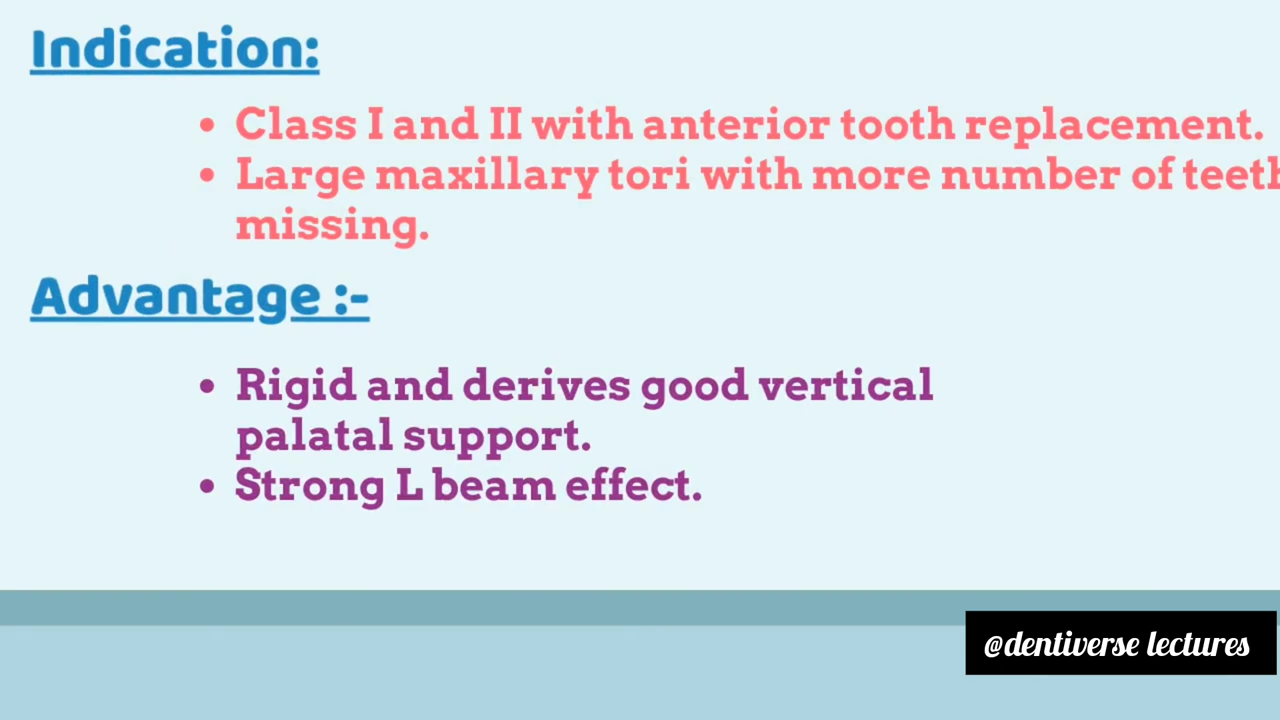 Indication:
• Class I and II with anterior tooth replacement.
• Large maxillary tori with more number of teeth
missing.
Advantage :-
• Rigid and derives good vertical
palatal support.
• Strong L beam effect.
@dentiverse lectures